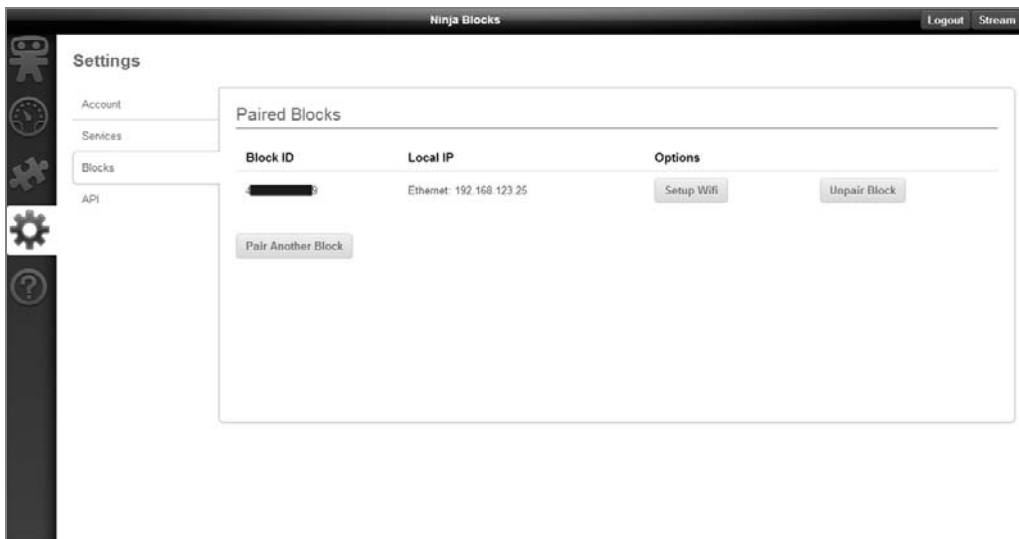 Ninja Blocks
Logout Stream
Settings
Account
Services
Blocks
API
Paired Blocks
Block ID Local IP Options
Ethernet: 192.168.123.25 Setup Wifi Unpair Block
Pair Another Block